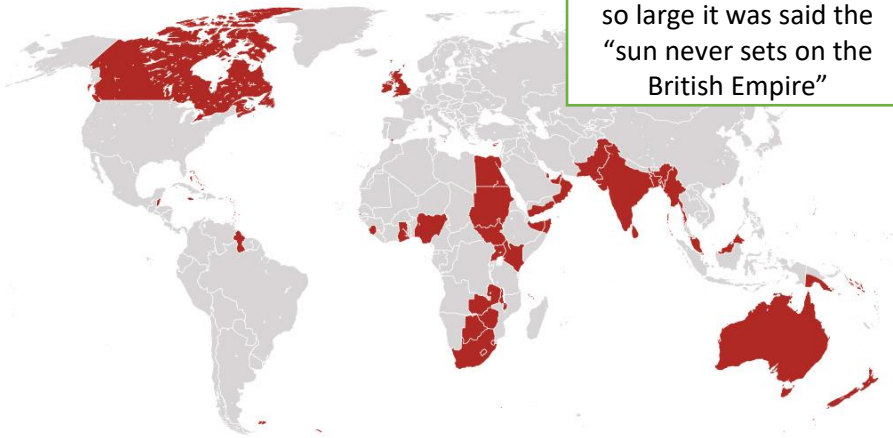 so large it was said the
“sun never sets on the
British Empire”